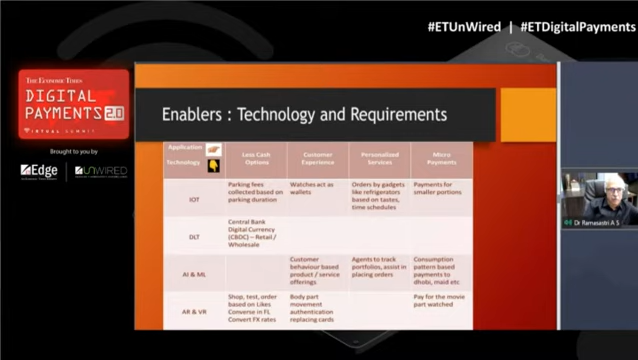 #ETUnWired | #ETDigitalPayments
THE ECONOMIC TIMES
DIGITAL
PAYMENTS 2.0
VIRTUAL SUMMIT
Brought to you by
Edge
UNWIRED
Enablers : Technology and Requirements
Application
Technology
Less Cash
Options
Customer
Experience
Personalised
Services
Micro
Payments
IOT
Parking fees
collected based on
parking duration
Watches act as
wallets
Orders by gadgets
like refrigerators
based on tastes,
time schedules
Payments for
smaller portions
DLT
Central Bank
Digital Currency
(CBDC) – Retail /
Wholesale
AI & ML
Customer
behaviour based
product / service
offerings
Agents to track
portfolios, assist in
placing orders
Consumption
pattern based
payments to
dhobi, maid etc
AR & VR
Shop, test, order
based on Likes
Converse in FL
Convert FX rates
Body part
movement
authentication
replacing cards
Pay for the movie
part watched
Dr Ramasastri A S